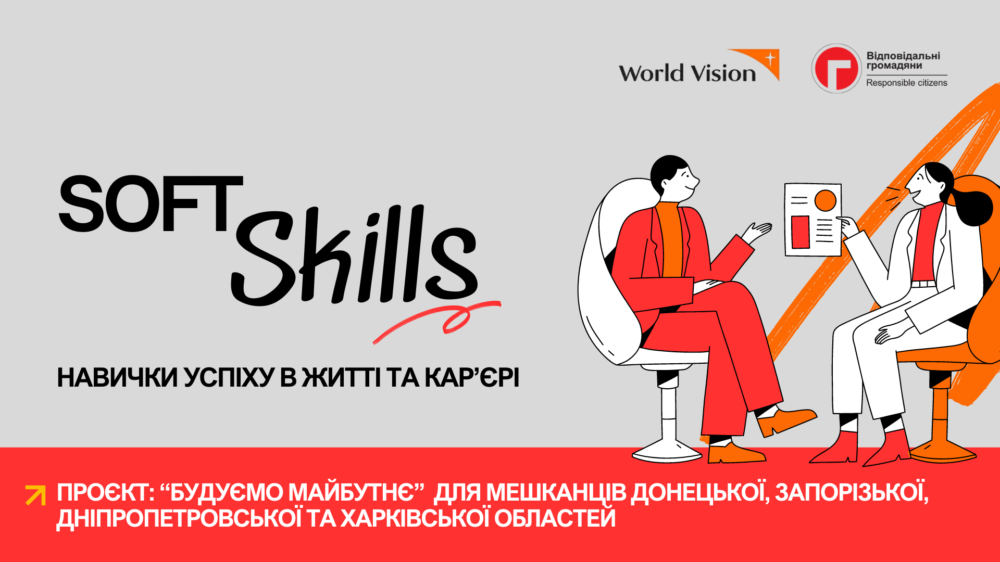 World Vision
Відповідальні
громадяни
Responsible citizens
SOFT
Skills
НАВИЧКИ УСПІХУ В ЖИТТІ ТА КАР’ЄРІ
ПРОЄКТ: “БУДУЄМО МАЙБУТНЄ” ДЛЯ МЕШКАНЦІВ ДОНЕЦЬКОЇ, ЗАПОРІЗЬКОЇ,
ДНІПРОПЕТРОВСЬКОЇ ТА ХАРКІВСЬКОЇ ОБЛАСТЕЙ